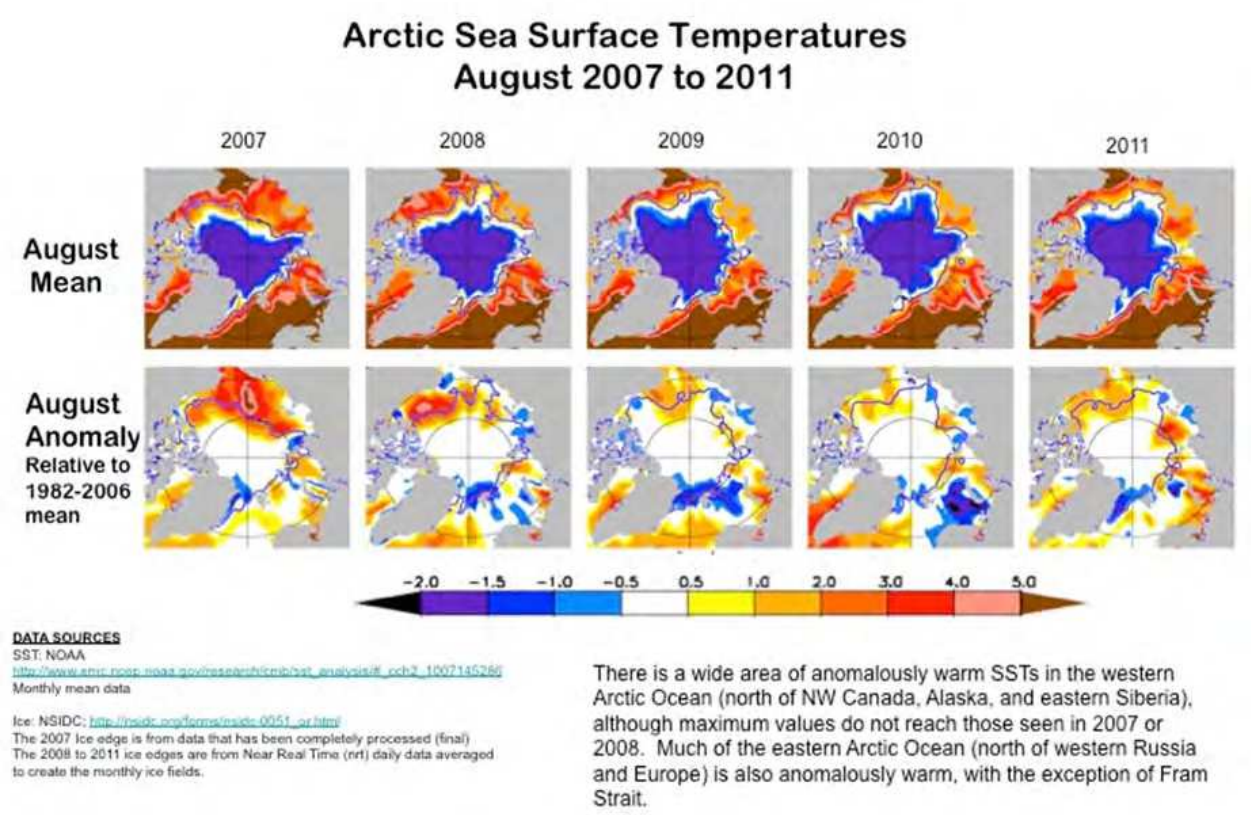 Arctic Sea Surface Temperatures
August 2007 to 2011
2007
2008
2009
2010
2011
August
Mean
August
Anomaly
Relative to
1982-2006
mean
-2.0 -1.5 -1.0 -0.5 0.5 1.0 2.0 3.0 4.0 5.0
DATA SOURCES
SST: NOAA
Monthly mean data
Ice: NSIDC; http://nsidc.org/forms/nsidc-0051_or.html
The 2007 Ice edge is from data that has been completely processed (final)
The 2008 to 2011 ice edges are from Near Real Time (nrt) daily data averaged
to create the monthly ice fields.
There is a wide area of anomalously warm SSTs in the western
Arctic Ocean (north of NW Canada, Alaska, and eastern Siberia),
although maximum values do not reach those seen in 2007 or
2008. Much of the eastern Arctic Ocean (north of western Russia
and Europe) is also anomalously warm, with the exception of Fram
Strait.